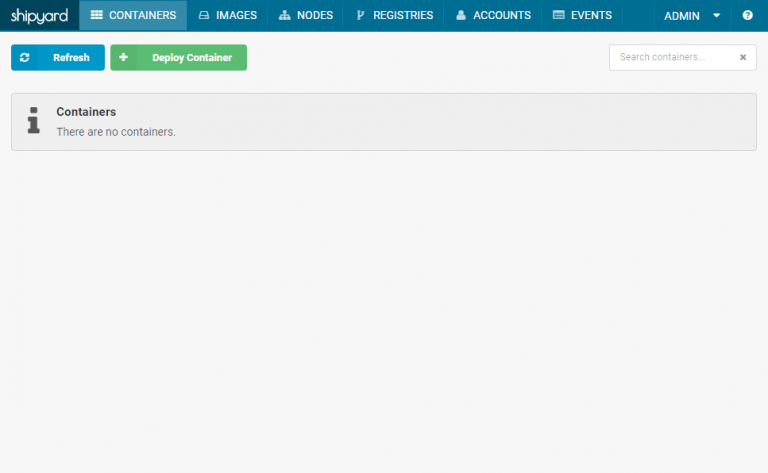 shipyard CONTAINERS IMAGES NODES REGISTRIES ACCOUNTS EVENTS ADMIN
Refresh Deploy Container Search containers...
Containers
There are no containers.